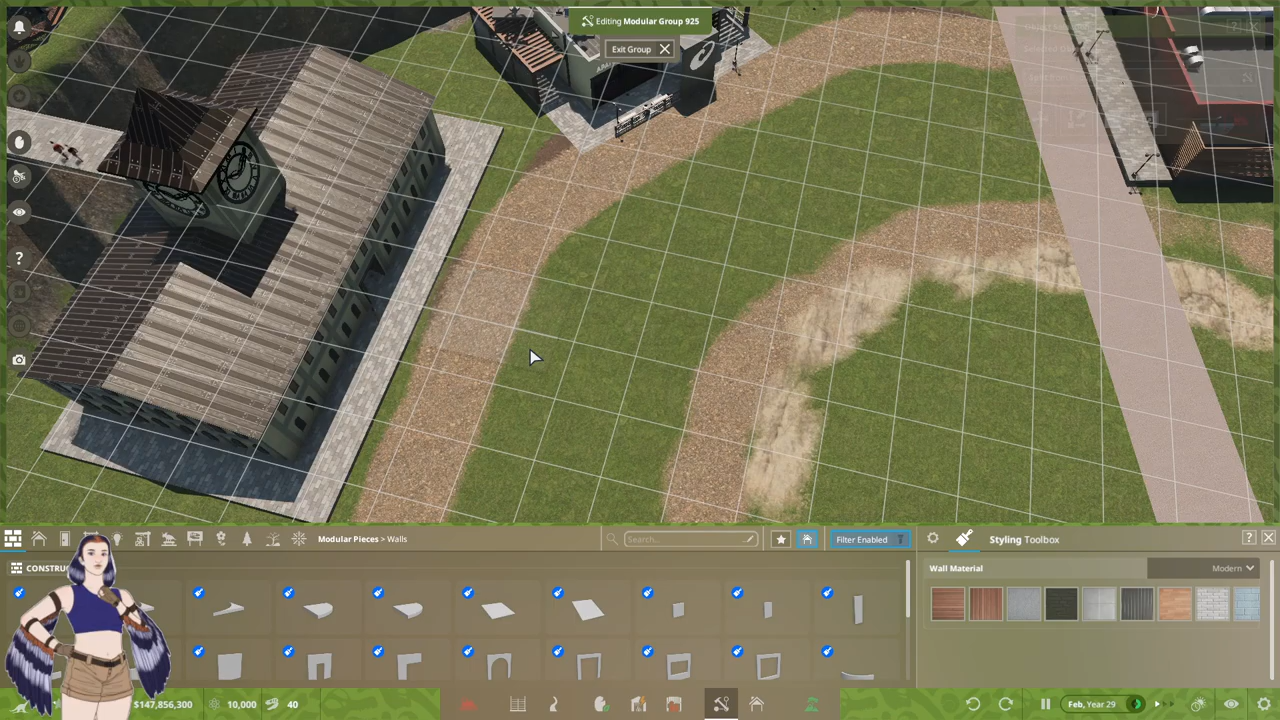 Editing Modular Group 925
Exit Group
Modular Pieces > Walls
Search...
Filter Enabled
Styling Toolbox
CONSTRUC
Wall Material
Modern
$147,856,300
10,000
40
Feb, Year 29